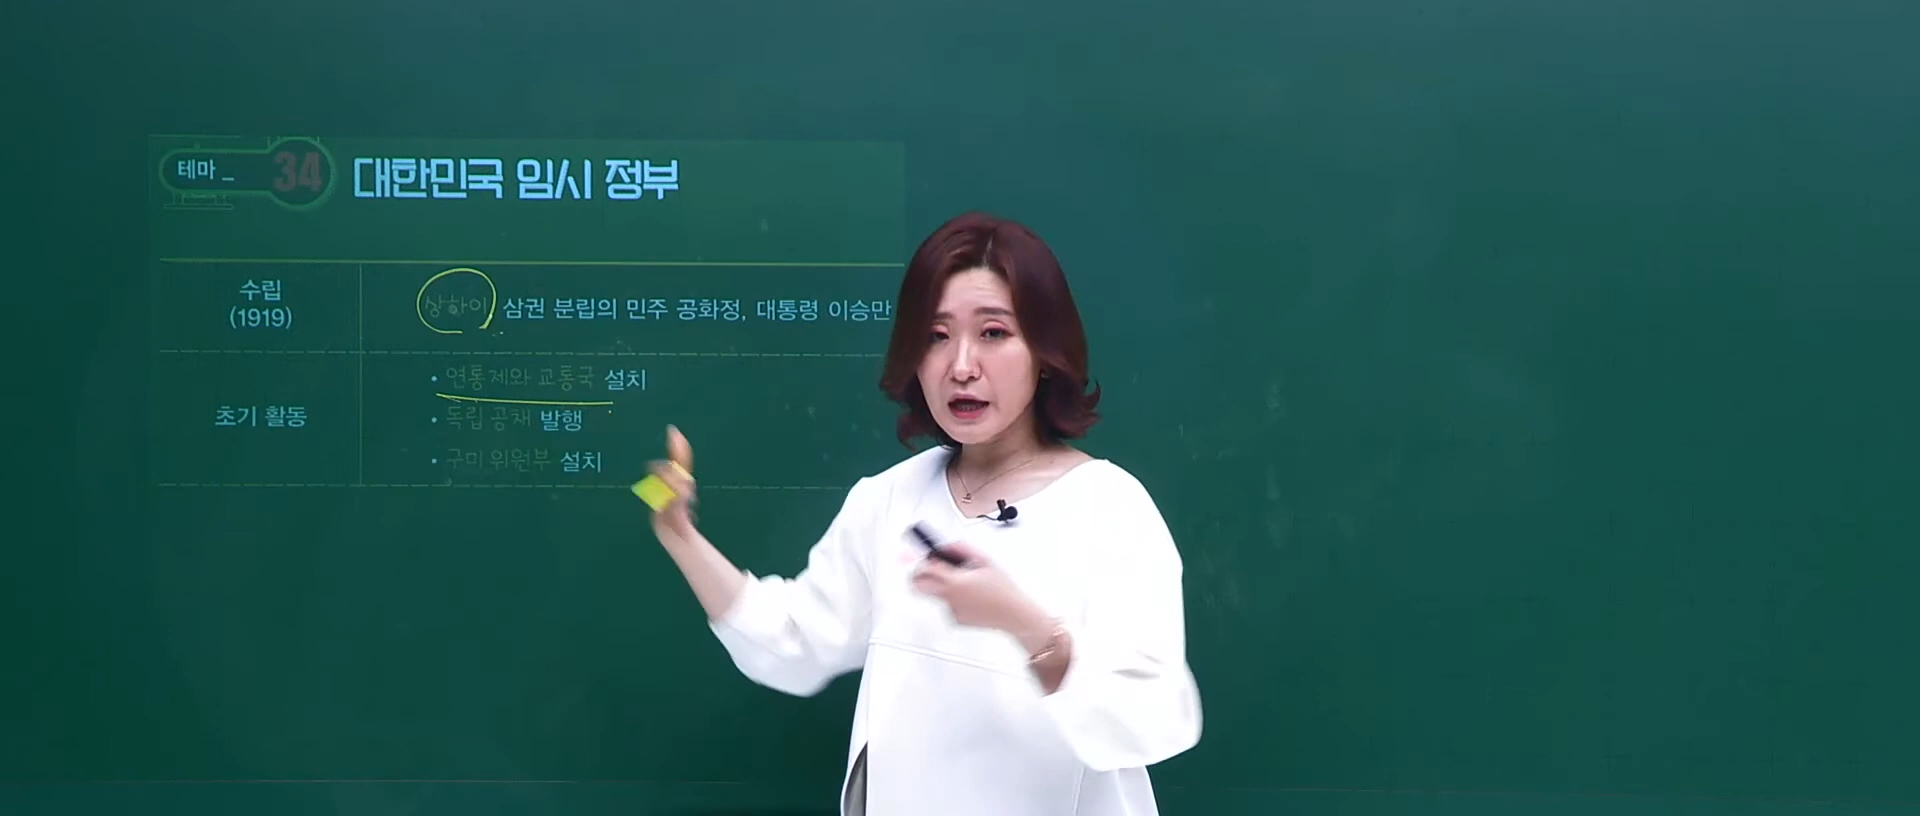 테마_ 34 대한민국 임시 정부
수립
(1919)
상하이 삼권 분립의 민주 공화정, 대통령 이승만
초기 활동
• 연통제와 교통국 설치
• 독립 공채 발행
• 구미 위원부 설치